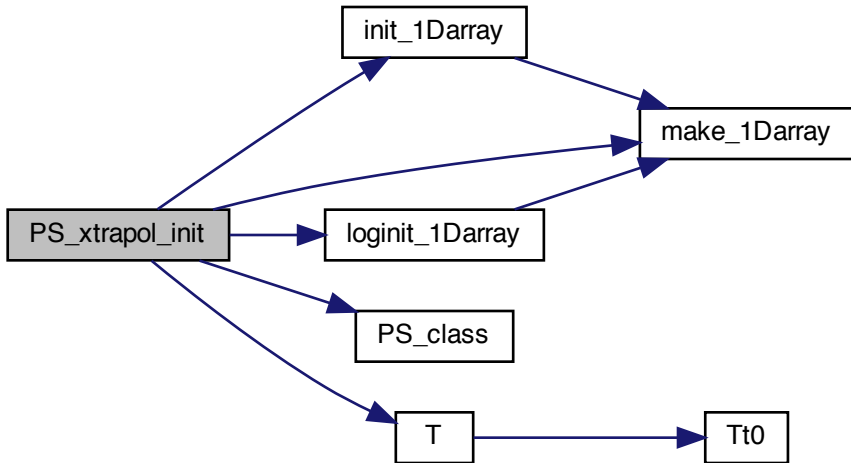 init_1Darray
make_1Darray
PS_xtrapol_init
loginit_1Darray
PS_class
T
Tt0